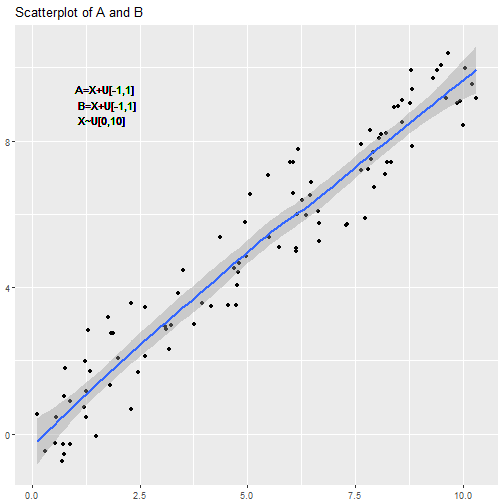 Scatterplot of A and B
A=X+U[-1,1]
B=X+U[-1,1]
X~U[0,10]
8
4
0
0.0 2.5 5.0 7.5 10.0